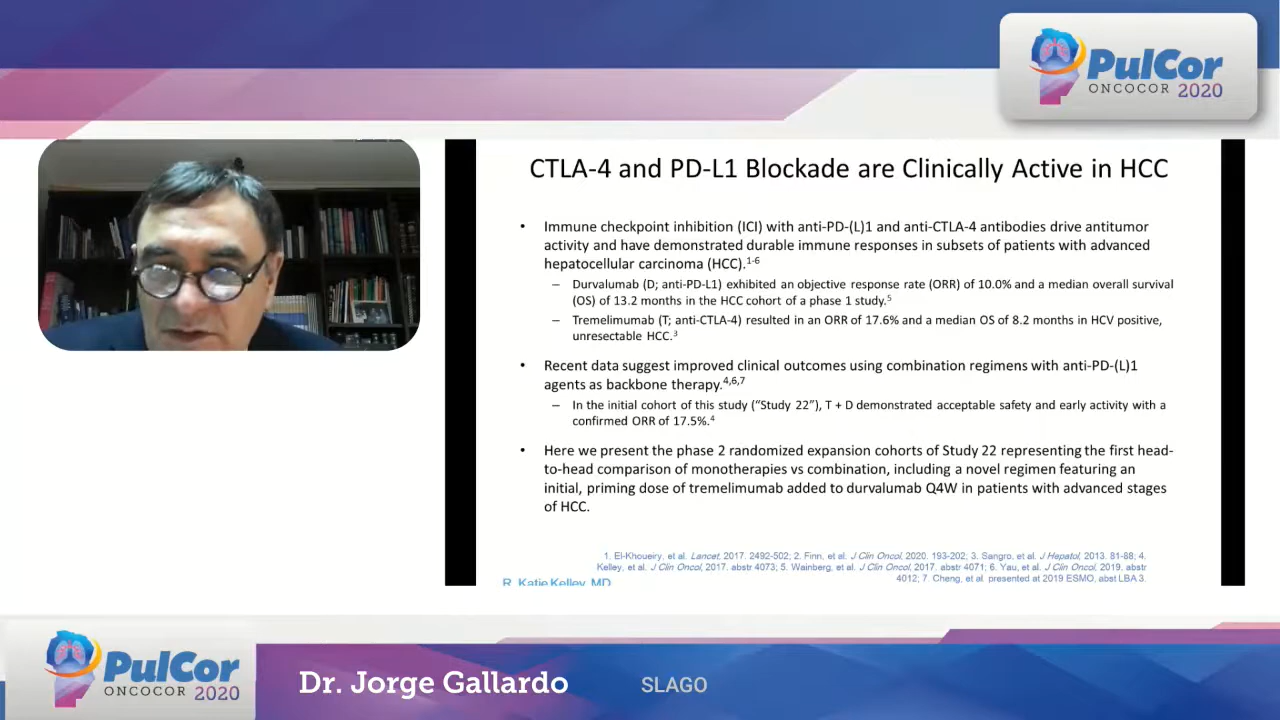 PulCor
ONCOCOR 2020
CTLA-4 and PD-L1 Blockade are Clinically Active in HCC
• Immune checkpoint inhibition (ICI) with anti-PD-(L)1 and anti-CTLA-4 antibodies drive antitumor
activity and have demonstrated durable immune responses in subsets of patients with advanced
hepatocellular carcinoma (HCC).1-6
– Durvalumab (D; anti-PD-L1) exhibited an objective response rate (ORR) of 10.0% and a median overall survival
(OS) of 13.2 months in the HCC cohort of a phase 1 study.5
– Tremelimumab (T; anti-CTLA-4) resulted in an ORR of 17.6% and a median OS of 8.2 months in HCV positive,
unresectable HCC.3
• Recent data suggest improved clinical outcomes using combination regimens with anti-PD-(L)1
agents as backbone therapy.4,6,7
– In the initial cohort of this study (“Study 22”), T + D demonstrated acceptable safety and early activity with a
confirmed ORR of 17.5%.4
• Here we present the phase 2 randomized expansion cohorts of Study 22 representing the first head-
to-head comparison of monotherapies vs combination, including a novel regimen featuring an
initial, priming dose of tremelimumab added to durvalumab Q4W in patients with advanced stages
of HCC.
1. El-Khoueiry, et al. Lancet, 2017. 2492-502; 2. Finn, et al. J Clin Oncol, 2020. 193-202; 3. Sangro, et al. J Hepatol, 2013. 81-88; 4.
Kelley, et al. J Clin Oncol, 2017. abstr 4073; 5. Wainberg, et al. J Clin Oncol, 2017. abstr 4071; 6. Yau, et al. J Clin Oncol, 2019. abstr
4012; 7. Cheng, et al. presented at 2019 ESMO, abst LBA 3.
R. Katie Kelley, MD
PulCor
ONCOCOR 2020
Dr. Jorge Gallardo
SLAGO